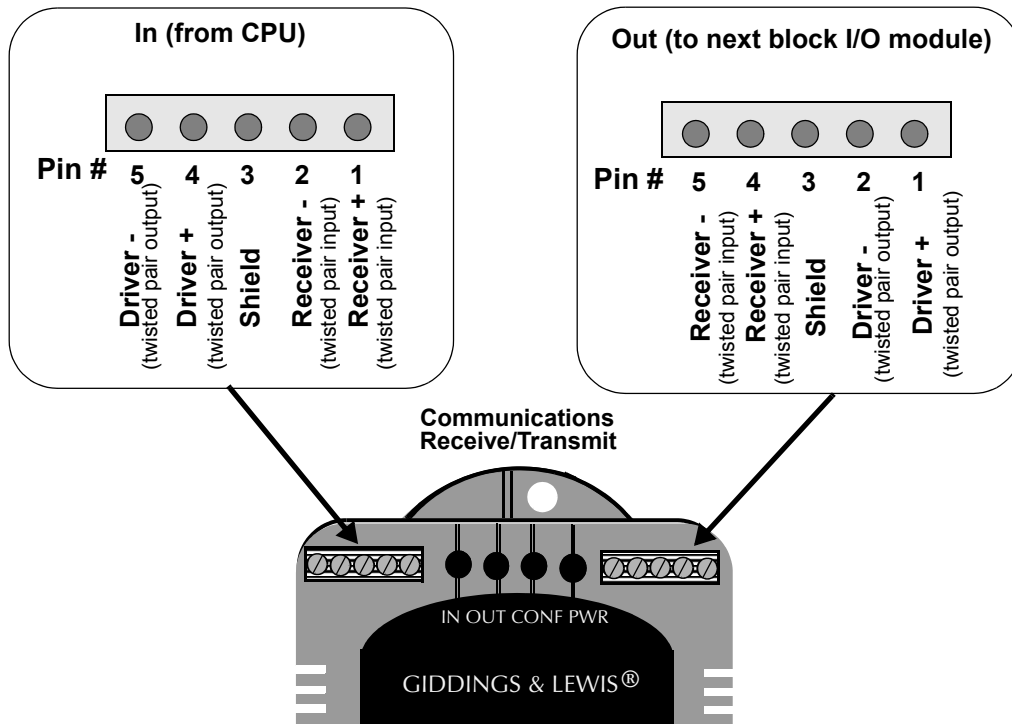 In (from CPU)
Pin # 5 4 3 2 1
Driver -
(twisted pair output)
Driver +
(twisted pair output)
Shield
Receiver -
(twisted pair input)
Receiver +
(twisted pair input)
Out (to next block I/O module)
Pin # 5 4 3 2 1
Receiver -
(twisted pair input)
Receiver +
(twisted pair input)
Shield
Driver -
(twisted pair output)
Driver +
(twisted pair output)
Communications
Receive/Transmit
IN OUT CONF PWR
GIDDINGS & LEWIS®